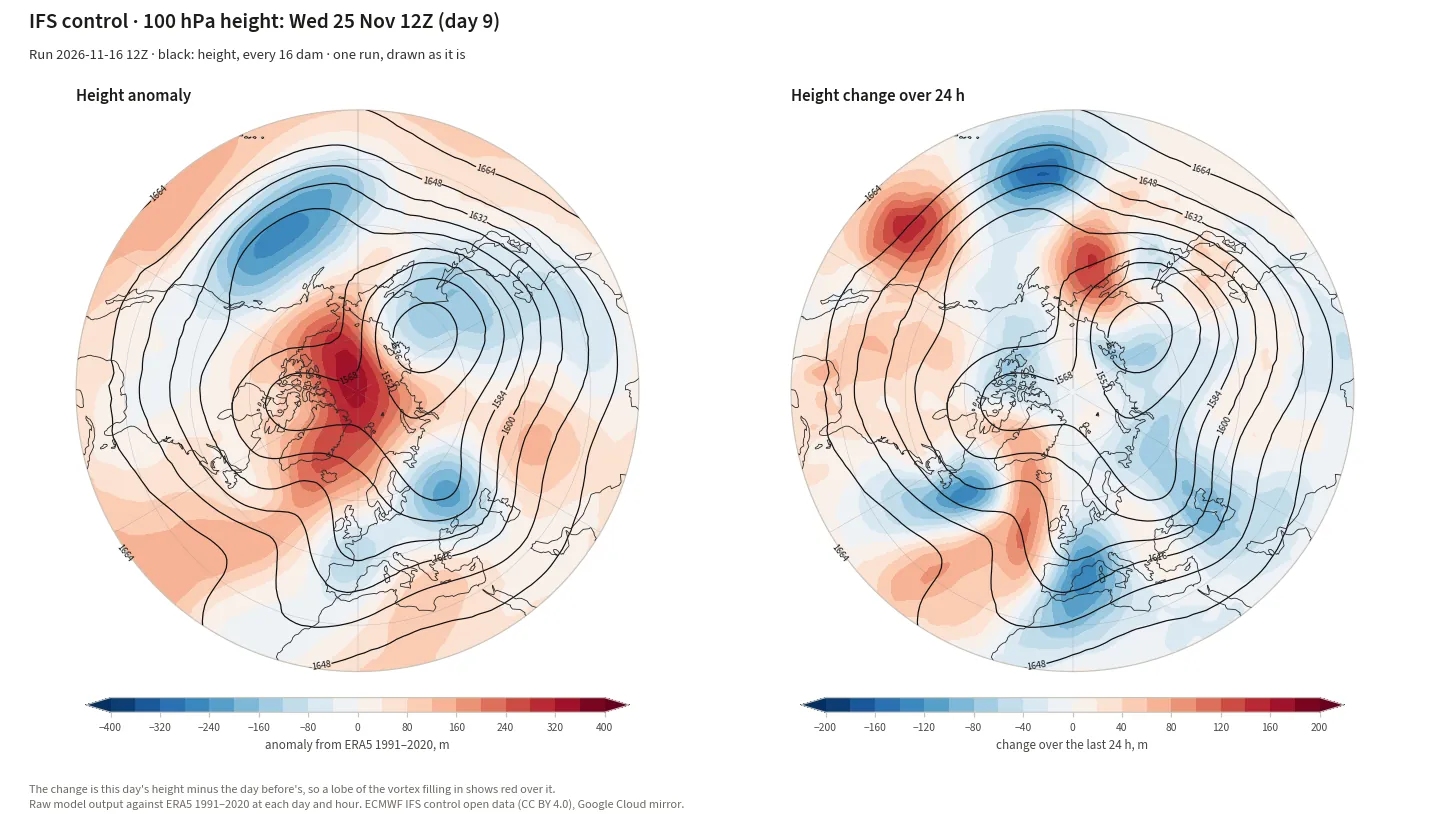 IFS control · 100 hPa height: Wed 25 Nov 12Z (day 9)
Run 2026-11-16 12Z · black: height, every 16 dam · one run, drawn as it is
Height anomaly
Height change over 24 h
1664
1648
1632
1664
1568
1584
1600
1616
1664
1648
1664
1648
1632
1664
1568
1584
1600
1616
1664
1648
−400 −320 −240 −160 −80 0 80 160 240 320 400
anomaly from ERA5 1991–2020, m
−200 −160 −120 −80 −40 0 40 80 120 160 200
change over the last 24 h, m
The change is this day's height minus the day before's, so a lobe of the vortex filling in shows red over it.
Raw model output against ERA5 1991–2020 at each day and hour. ECMWF IFS control open data (CC BY 4.0), Google Cloud mirror.